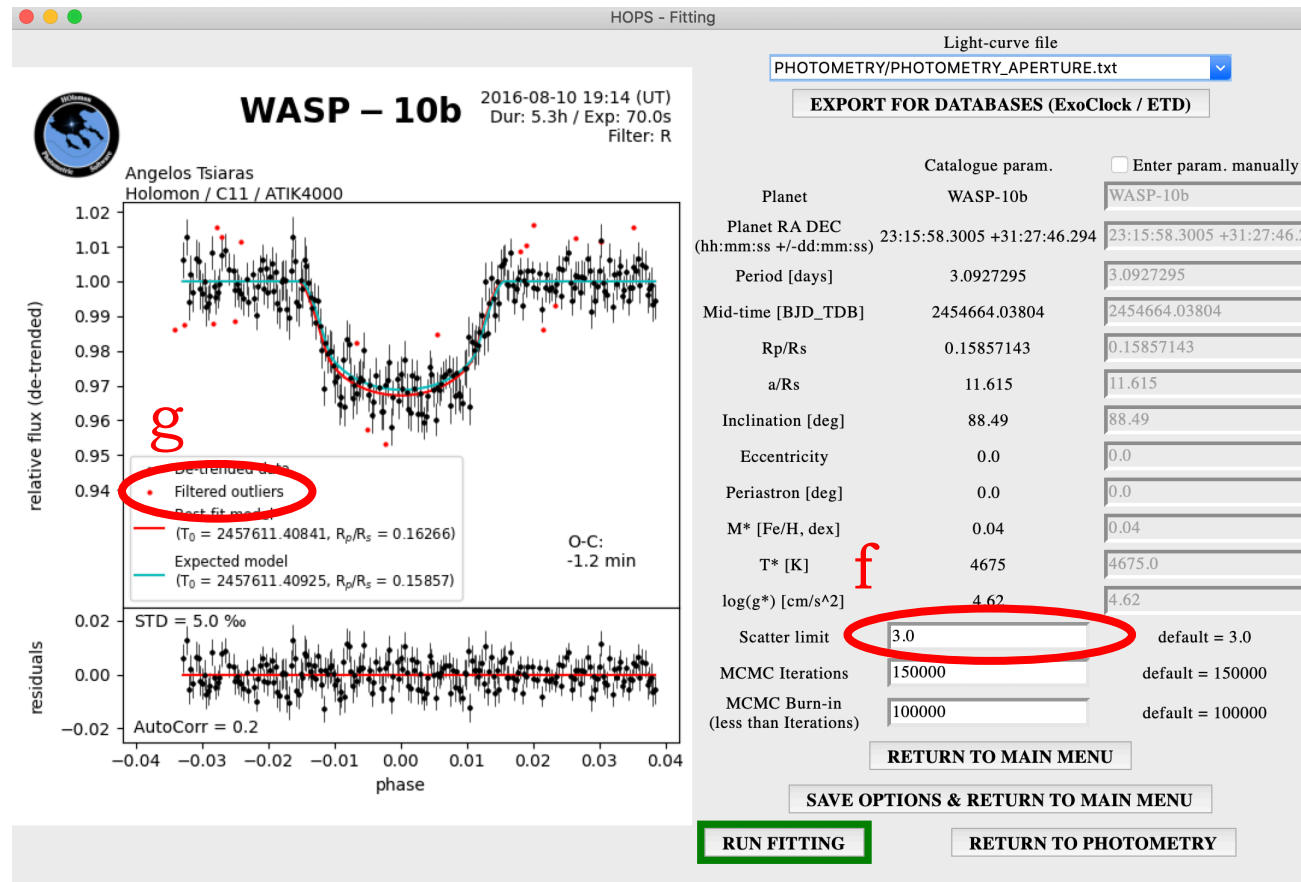 HOPS - Fitting
Light-curve file
PHOTOMETRY/PHOTOMETRY_APERTURE.txt
EXPORT FOR DATABASES (ExoClock / ETD)
HOlomon
Photometric Software
WASP – 10b
2016-08-10 19:14 (UT)
Dur: 5.3h / Exp: 70.0s
Filter: R
Angelos Tsiaras
Holomon / C11 / ATIK4000
relative flux (de-trended)
1.02
1.01
1.00
0.99
0.98
0.97
0.96
0.95
0.94
g
De-trended data
Filtered outliers
Best-fit model
(T₀ = 2457611.40841, Rₚ/Rₛ = 0.16266)
Expected model
(T₀ = 2457611.40925, Rₚ/Rₛ = 0.15857)
O-C:
-1.2 min
residuals
0.02
0.00
−0.02
STD = 5.0 ‰
AutoCorr = 0.2
−0.04 −0.03 −0.02 −0.01 0.00 0.01 0.02 0.03 0.04
phase
Catalogue param. Enter param. manually
Planet WASP-10b WASP-10b
Planet RA DEC
(hh:mm:ss +/-dd:mm:ss) 23:15:58.3005 +31:27:46.294 23:15:58.3005 +31:27:46.
Period [days] 3.0927295 3.0927295
Mid-time [BJD_TDB] 2454664.03804 2454664.03804
Rp/Rs 0.15857143 0.15857143
a/Rs 11.615 11.615
Inclination [deg] 88.49 88.49
Eccentricity 0.0 0.0
Periastron [deg] 0.0 0.0
M* [Fe/H, dex] 0.04 0.04
T* [K] f 4675 4675.0
log(g*) [cm/s^2] 4.62 4.62
Scatter limit 3.0 default = 3.0
MCMC Iterations 150000 default = 150000
MCMC Burn-in
(less than Iterations) 100000 default = 100000
RETURN TO MAIN MENU
SAVE OPTIONS & RETURN TO MAIN MENU
RUN FITTING RETURN TO PHOTOMETRY